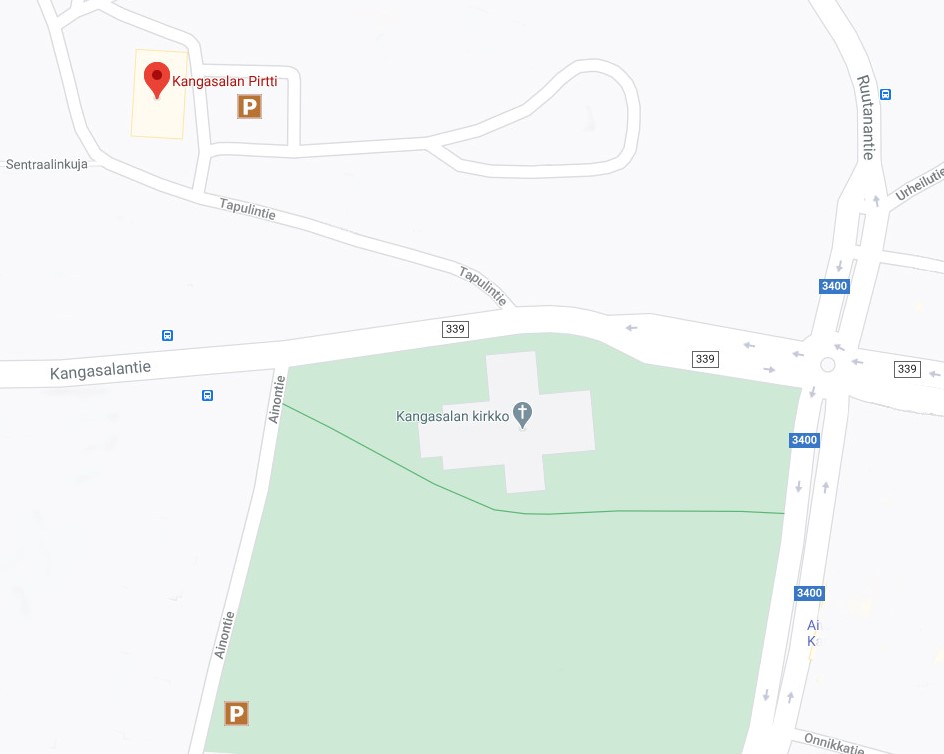 Kangasalan Pirtti
P
Ruutanantie
Sentraalinkuja
Urheilutie
Tapulintie
Tapulintie
3400
339
339
339
Kangasalantie
Ainontie
Kangasalan kirkko
3400
3400
Ainontie
Ai
K
P
Onnikkatie